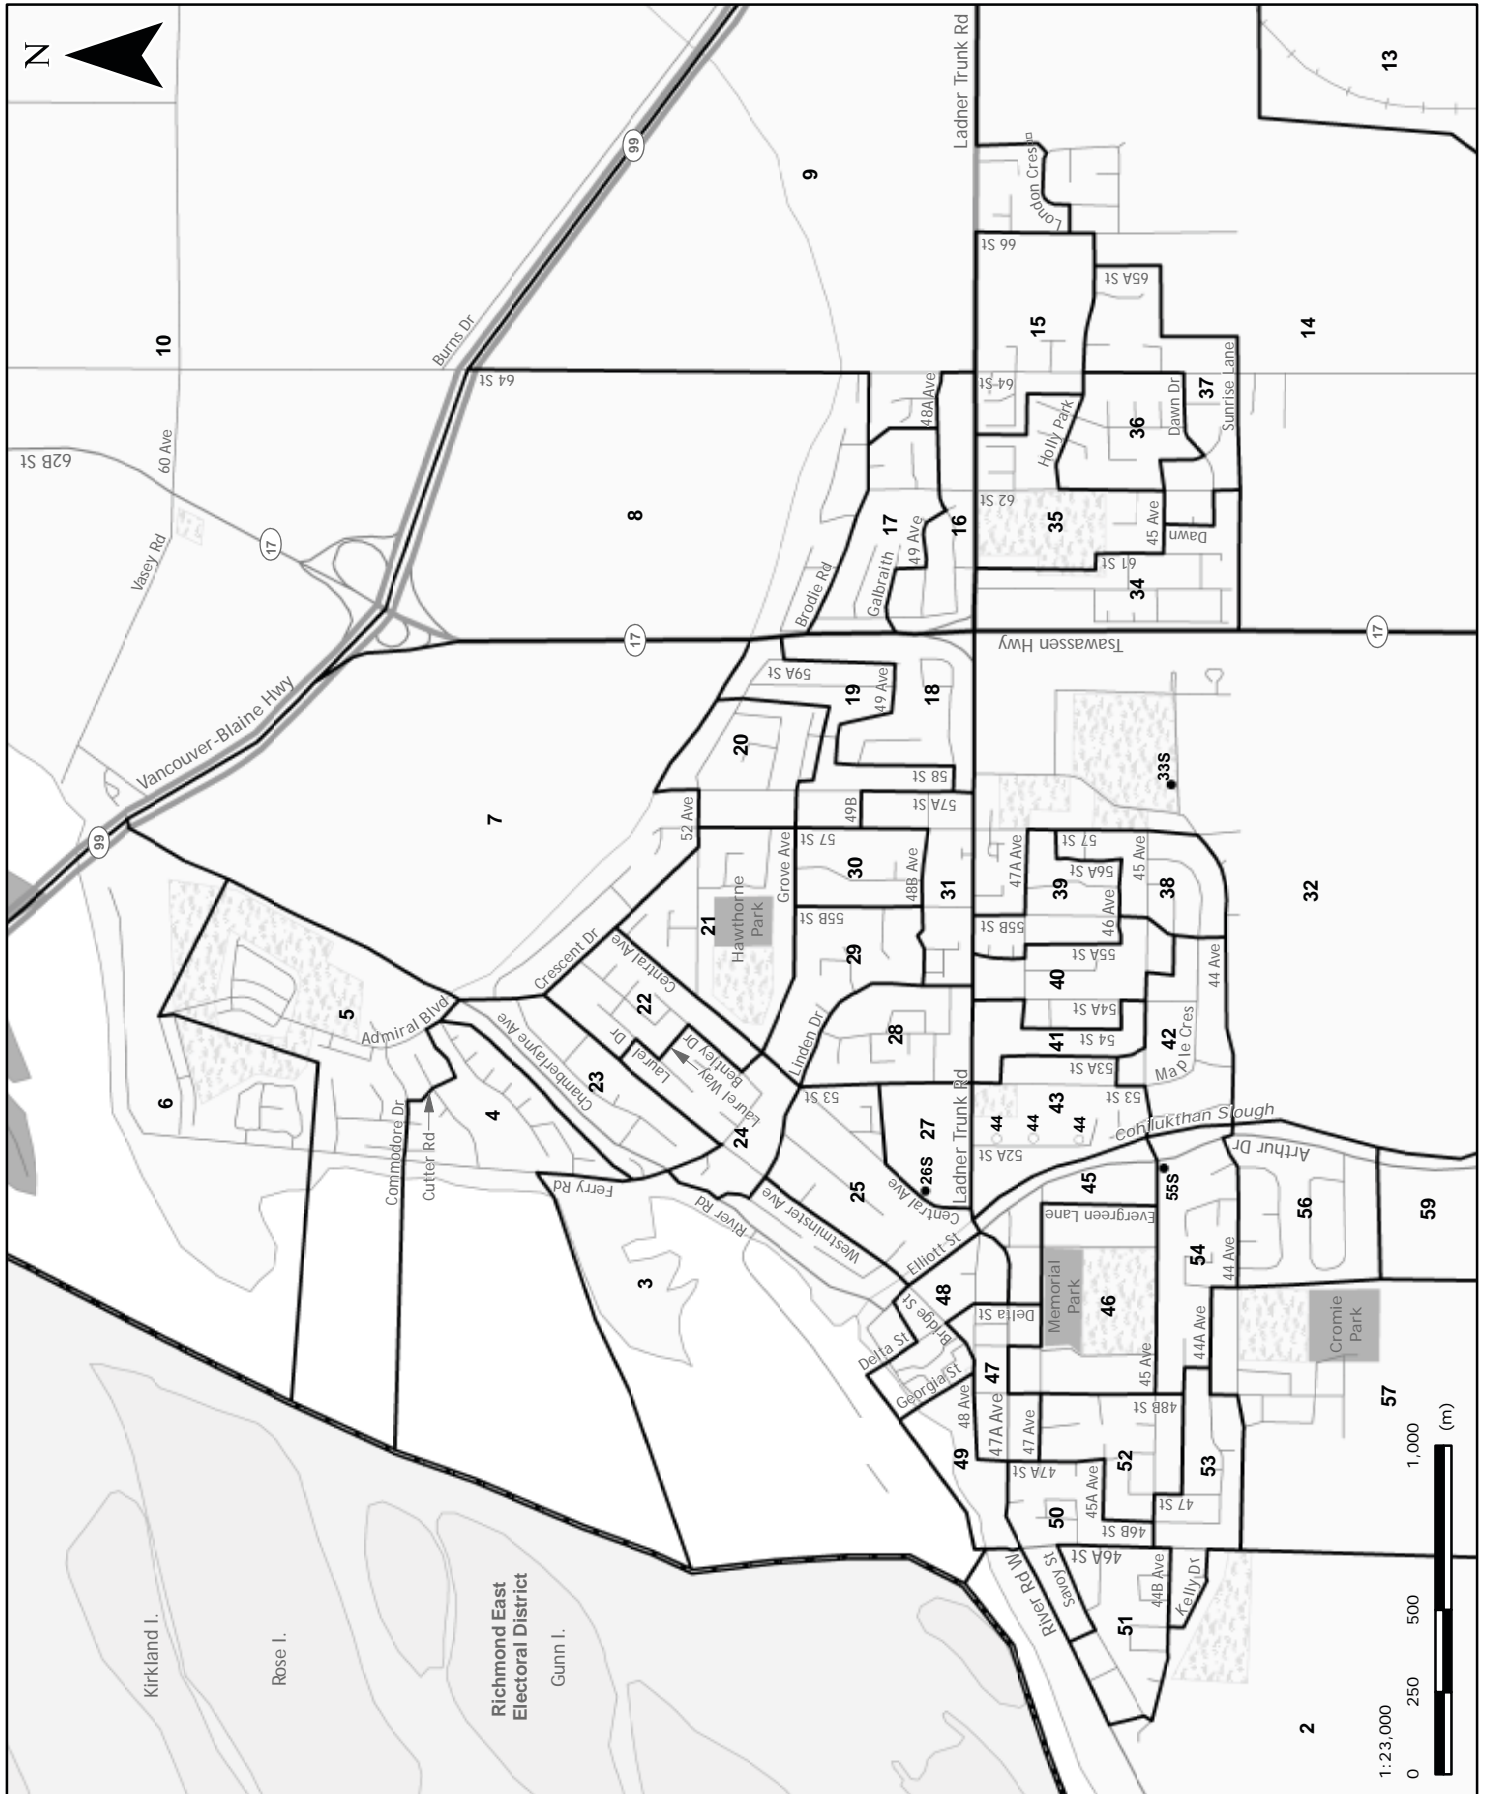 N
13
Ladner Trunk Rd
99
9
London Cres
66 St
65A St
10
Burns Dr
64 St
15
14
64 St
48A Ave
37
Sunrise Lane
Dawn Dr
36
Holly Park
62B St
60 Ave
Vasey Rd
17
8
17
16
49 Ave
Galbraith
Brodie Rd
62 St
35
45 Ave
Dawn
61 St
34
17
Tsawassen Hwy
17
Vancouver-Blaine Hwy
59A St
19
49 Ave
18
20
58 St
33S
99
7
52 Ave
49B
57A St
57 St
57 St
Grove Ave
30
48B Ave
31
47A Ave
39
56A St
45 Ave
38
32
21
Hawthorne
Park
55B St
55B St
46 Ave
29
55A St
44 Ave
40
Crescent Dr
Central Ave
22
5
Admiral Blvd
Chamberlayne Ave
Laurel
Dr
Laurel Way
Bentley Dr
Linden Dr
28
54A St
54 St
41
42
Maple Cres
53A St
6
4
23
24
53 St
27
Ladner Trunk Rd
43
53 St
44
44
44
Cohilukthan Slough
Commodore Dr
Cutter Rd
Ferry Rd
River Rd
25
26S
52A St
Arthur Dr
45
55S
Westminster Ave
Central Ave
Evergreen Lane
56
59
3
Elliott St
54
44 Ave
48
Delta St
Memorial
Park
46
Cromie
Park
Bridge St
Delta St
44A Ave
45 Ave
Georgia St
47
48 Ave
47A Ave
47 Ave
48B St
57
49
47A St
52
53
45A Ave
47 St
50
46B St
River Rd W
Savoy St
46A St
44B Ave
Kelly Dr
51
Kirkland I.
Rose I.
Richmond East
Electoral District
Gunn I.
2
1:23,000
0
250
500
1,000
(m)